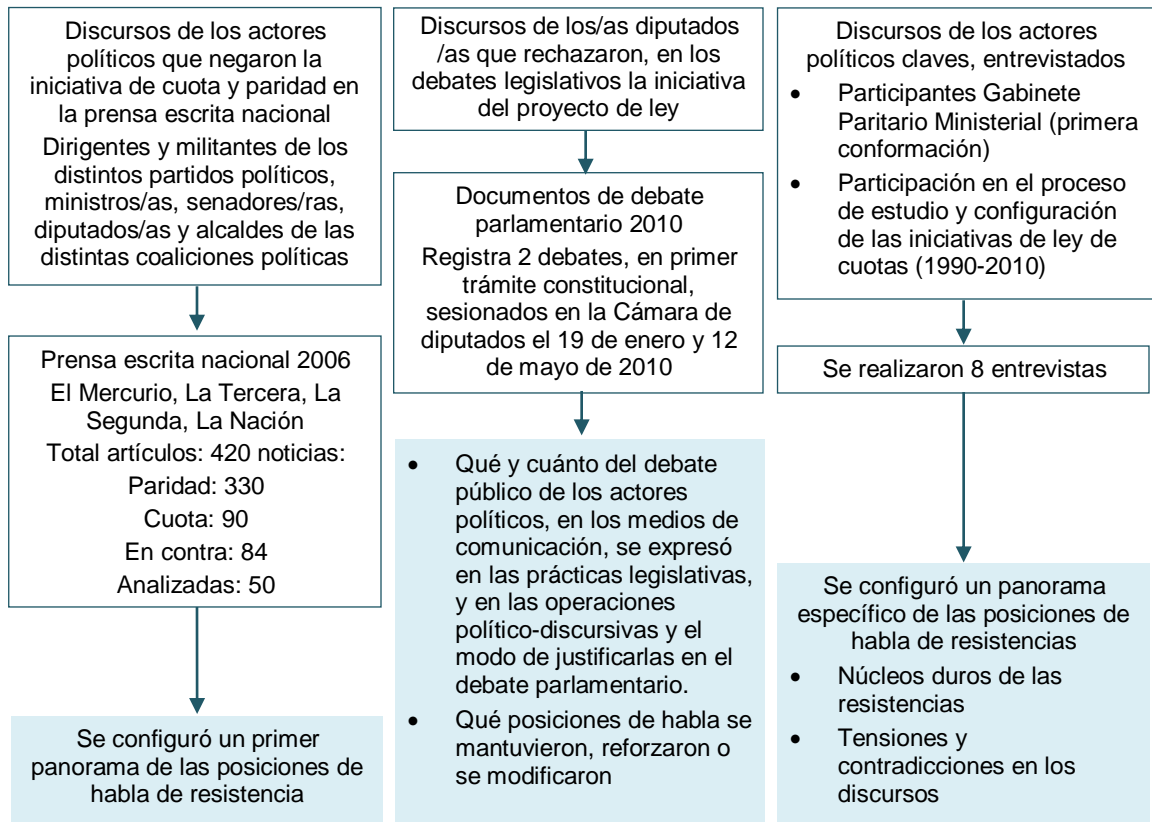 Discursos de los actores
políticos que negaron la
iniciativa de cuota y paridad en
la prensa escrita nacional
Dirigentes y militantes de los
distintos partidos políticos,
ministros/as, senadores/ras,
diputados/as y alcaldes de las
distintas coaliciones políticas
Prensa escrita nacional 2006
El Mercurio, La Tercera, La
Segunda, La Nación
Total artículos: 420 noticias:
Paridad: 330
Cuota: 90
En contra: 84
Analizadas: 50
Se configuró un primer
panorama de las posiciones de
habla de resistencia
Discursos de los/as diputados
/as que rechazaron, en los
debates legislativos la iniciativa
del proyecto de ley
Documentos de debate
parlamentario 2010
Registra 2 debates, en primer
trámite constitucional,
sesionados en la Cámara de
diputados el 19 de enero y 12
de mayo de 2010
• Qué y cuánto del debate
público de los actores
políticos, en los medios de
comunicación, se expresó
en las prácticas legislativas,
y en las operaciones
político-discursivas y el
modo de justificarlas en el
debate parlamentario.
• Qué posiciones de habla se
mantuvieron, reforzaron o
se modificaron
Discursos de los actores
políticos claves, entrevistados
• Participantes Gabinete
Paritario Ministerial (primera
conformación)
• Participación en el proceso
de estudio y configuración
de las iniciativas de ley de
cuotas (1990-2010)
Se realizaron 8 entrevistas
Se configuró un panorama
específico de las posiciones de
habla de resistencias
• Núcleos duros de las
resistencias
• Tensiones y
contradicciones en los
discursos